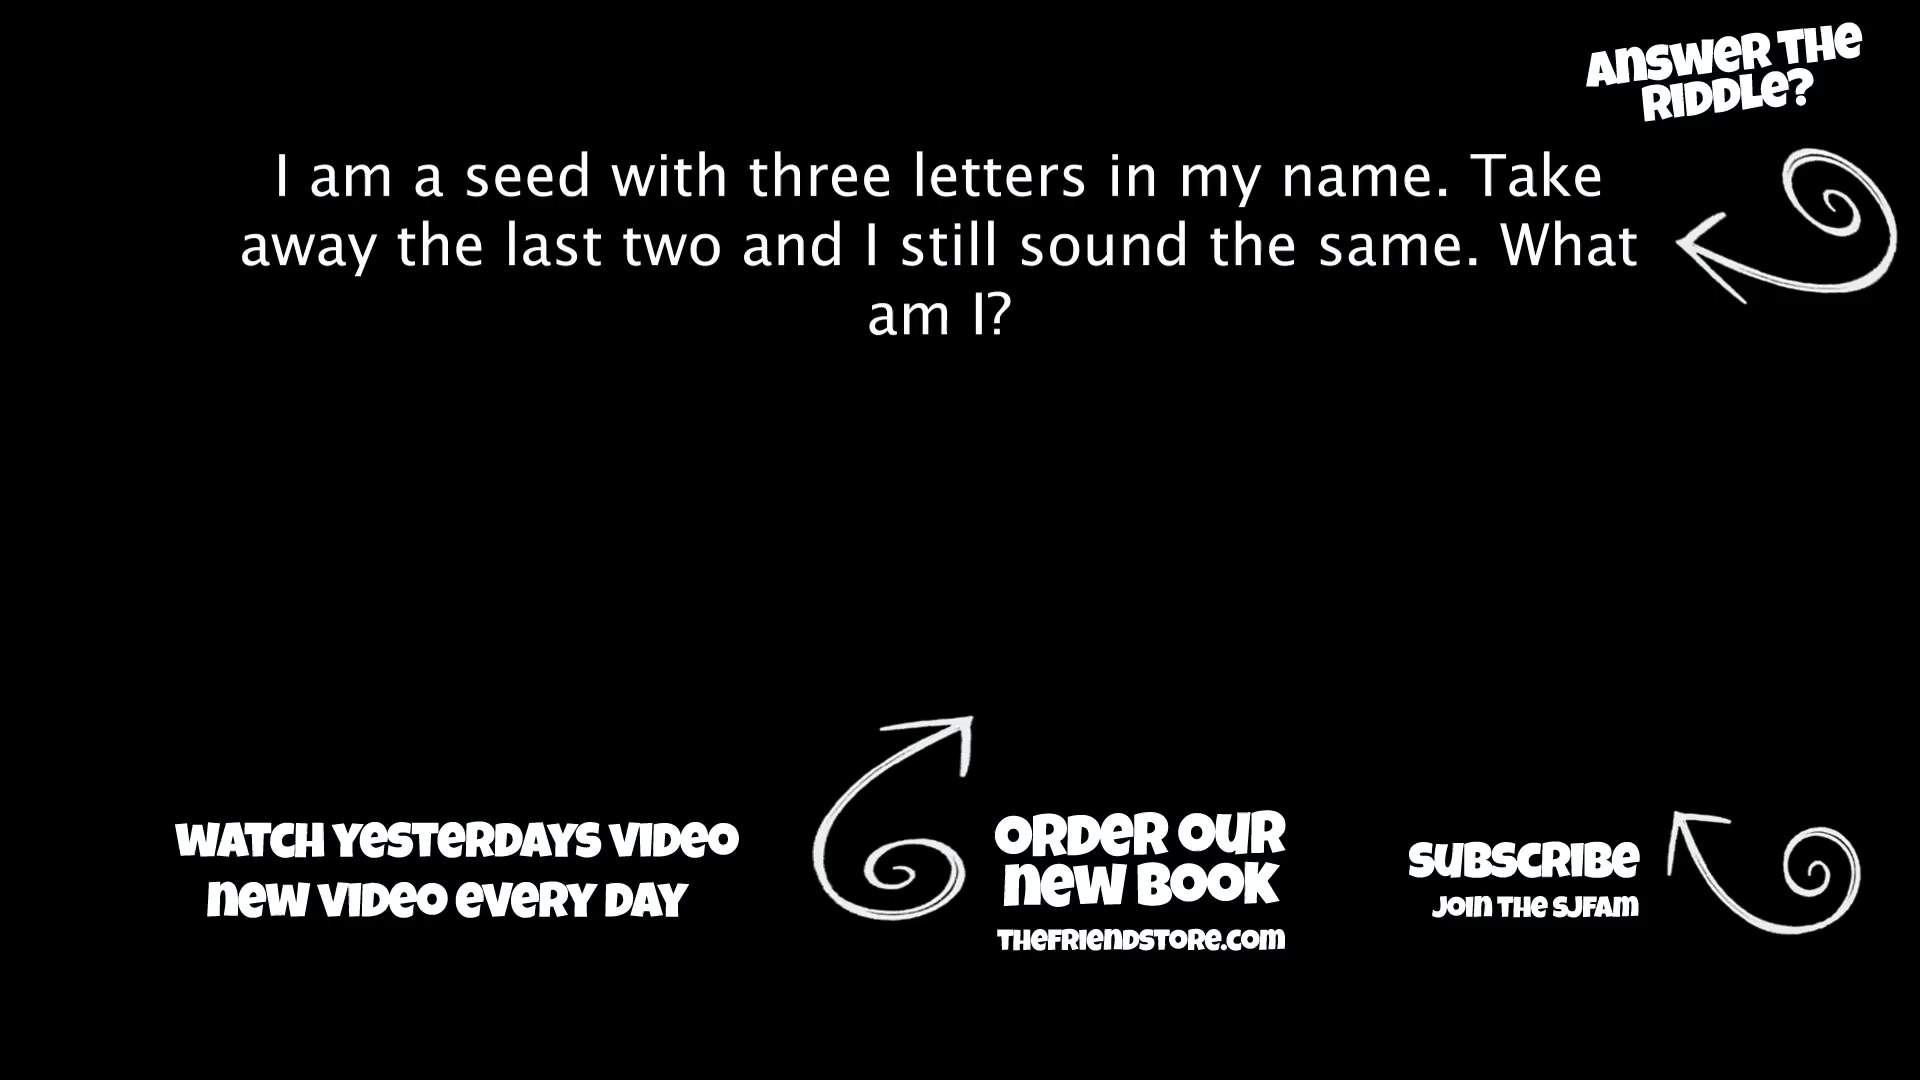 ANSWER THE
RIDDLE?
I am a seed with three letters in my name. Take
away the last two and I still sound the same. What
am I?
WATCH YESTERDAYS VIDEO
NEW VIDEO EVERY DAY
ORDER OUR
NEW BOOK
THEFRIENDSTORE.COM
SUBSCRIBE
JOIN THE SJFAM